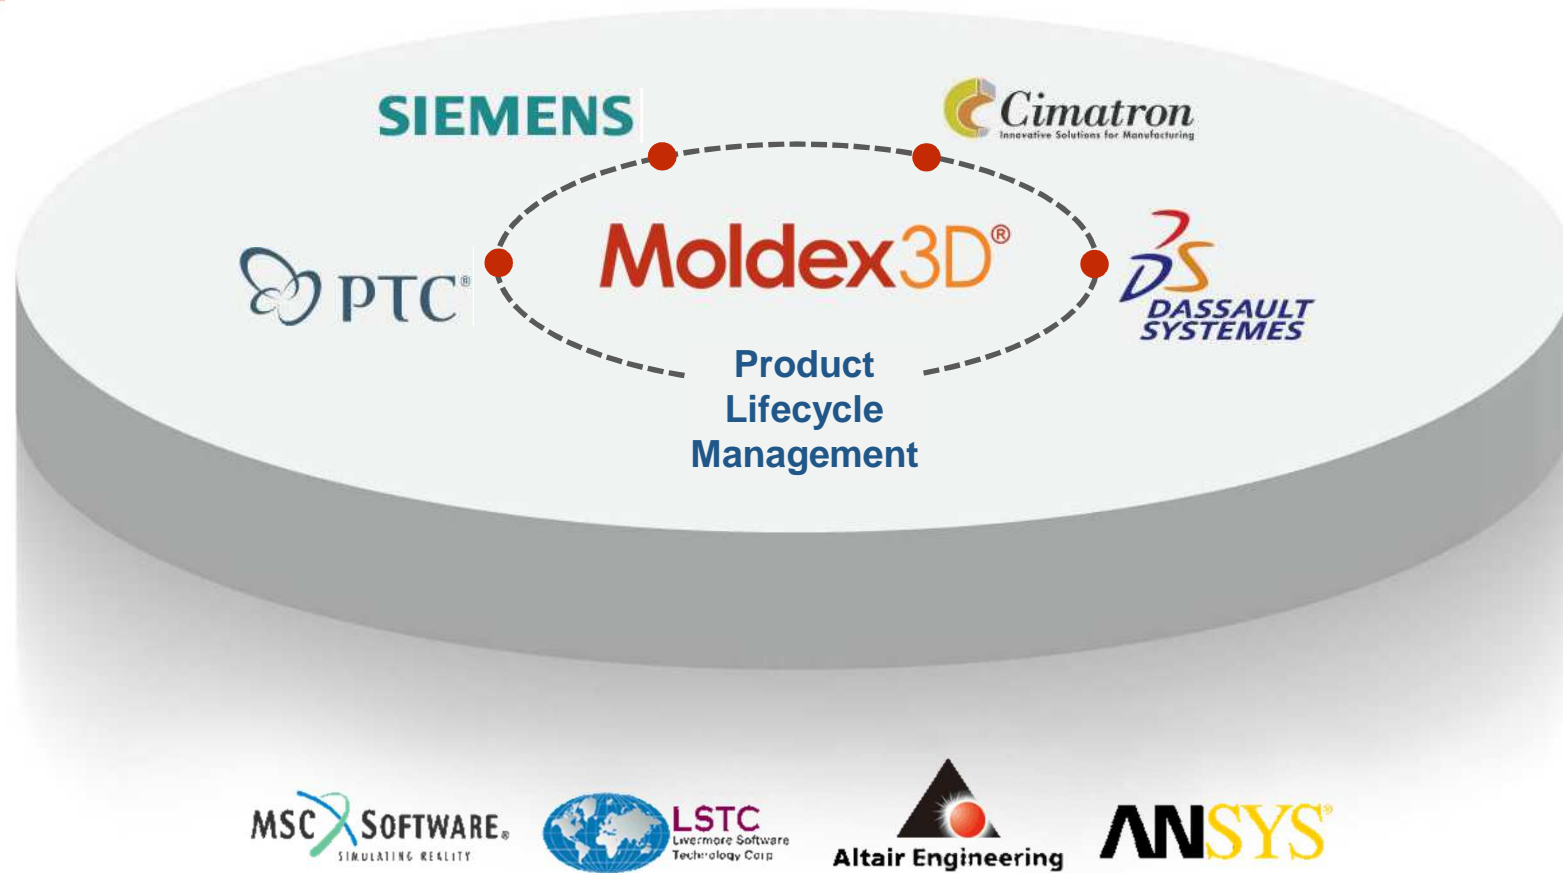 SIEMENS
Cimatron
Innovative Solutions for Manufacturing
Moldex3D®
PTC®
DS
DASSAULT
SYSTEMES
Product
Lifecycle
Management
MSC SOFTWARE®
SIMULATING REALITY
LSTC
Livermore Software
Technology Corp
Altair Engineering
ANSYS®